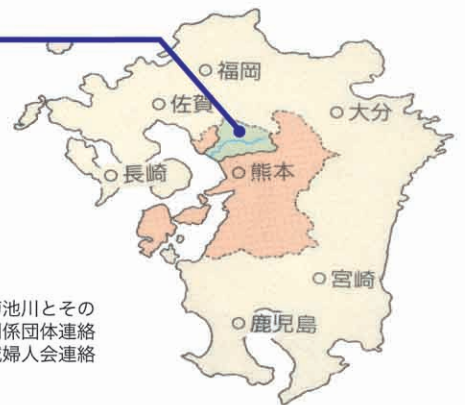 福岡
佐賀
大分
長崎
熊本
宮崎
鹿児島
池川とその
関係団体連絡
域婦人会連絡